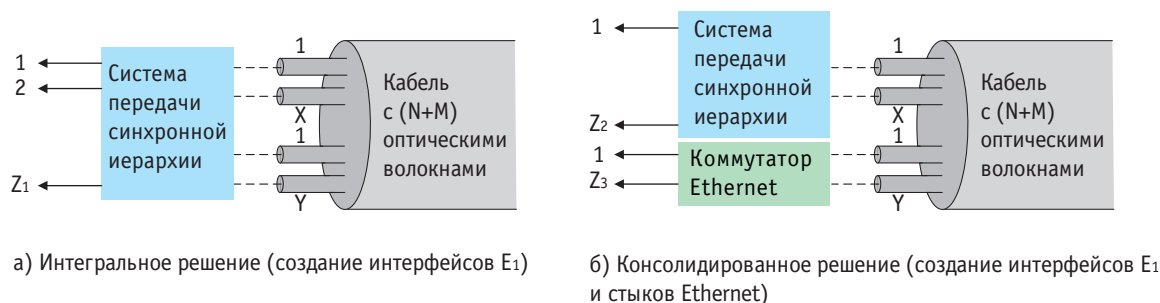 1
2
Z1
Система
передачи
синхронной
иерархии
1
X
1
Y
Кабель
с (N+M)
оптическими
волокнами
а) Интегральное решение (создание интерфейсов E1)
1
Z2
1
Z3
Система
передачи
синхронной
иерархии
Коммутатор
Ethernet
1
X
1
Y
Кабель
с (N+M)
оптическими
волокнами
б) Консолидированное решение (создание интерфейсов E1
и стыков Ethernet)